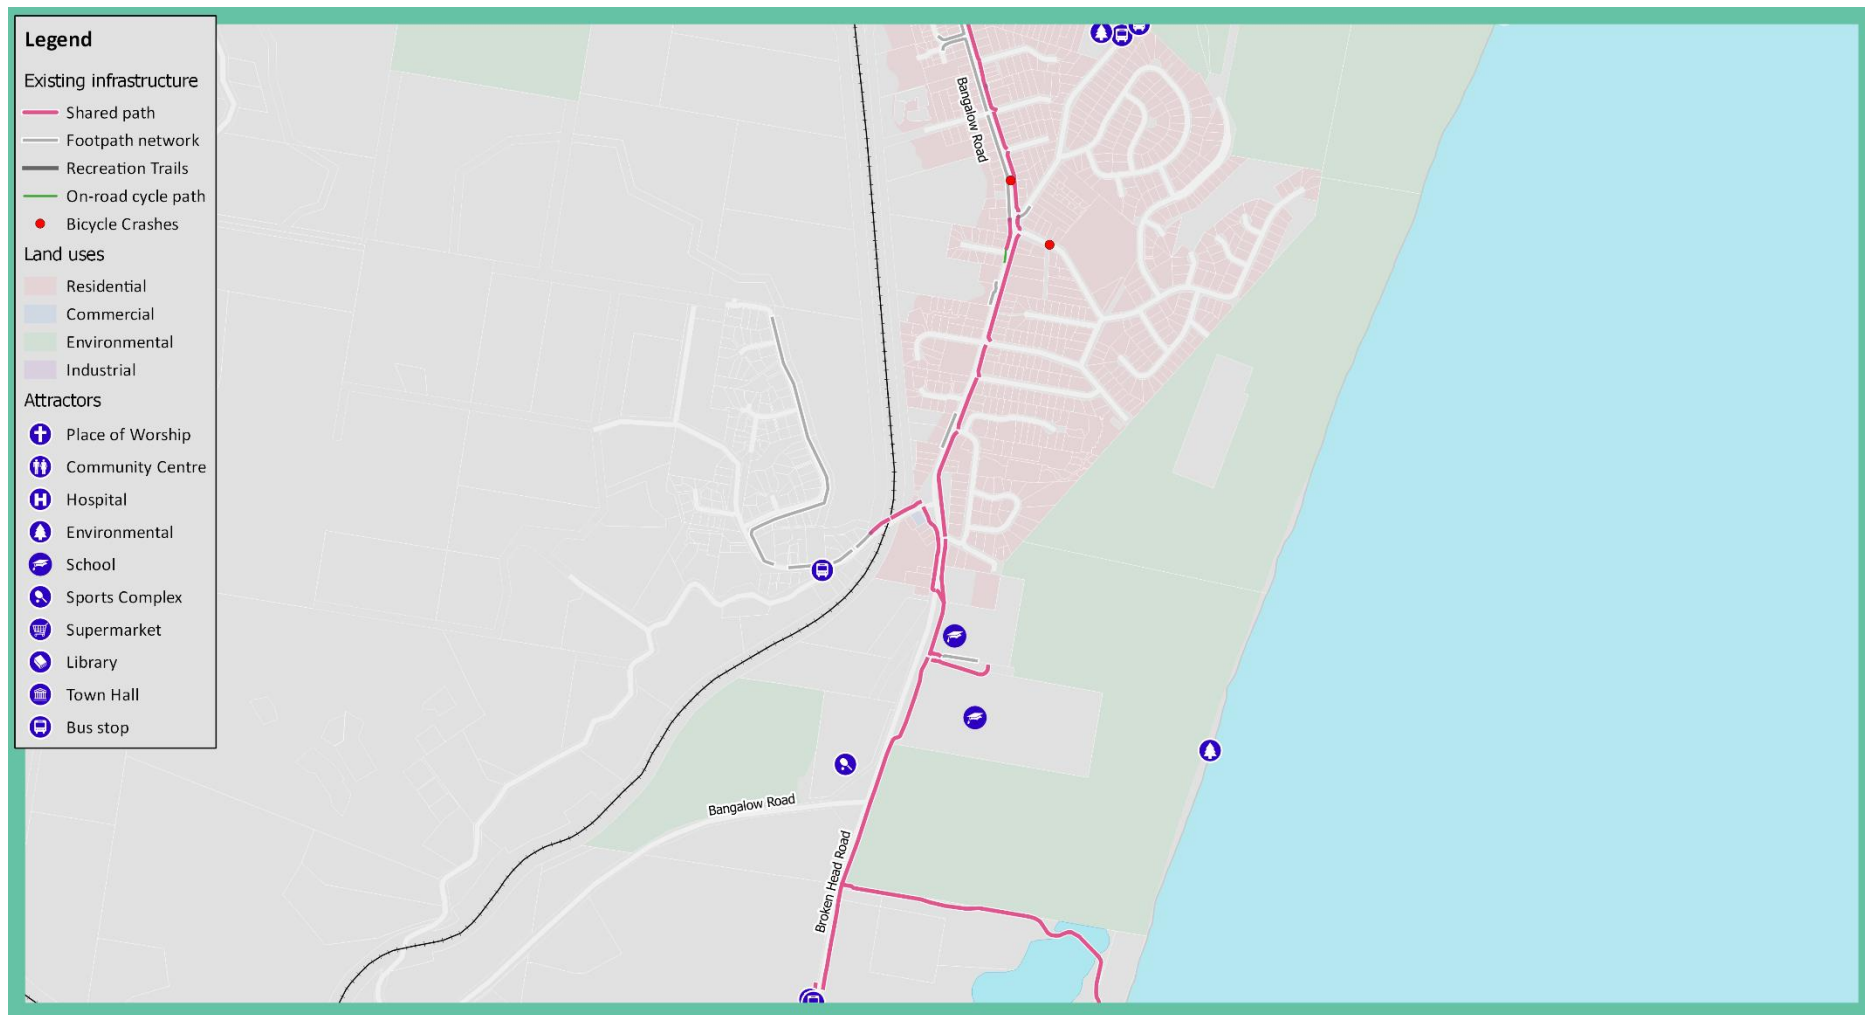 Legend
Existing infrastructure
Shared path
Footpath network
Recreation Trails
On-road cycle path
Bicycle Crashes
Land uses
Residential
Commercial
Environmental
Industrial
Attractors
Place of Worship
Community Centre
H Hospital
Environmental
School
Sports Complex
Supermarket
Library
Town Hall
Bus stop
Bangalow Road
Bangalow Road
Broken Head Road